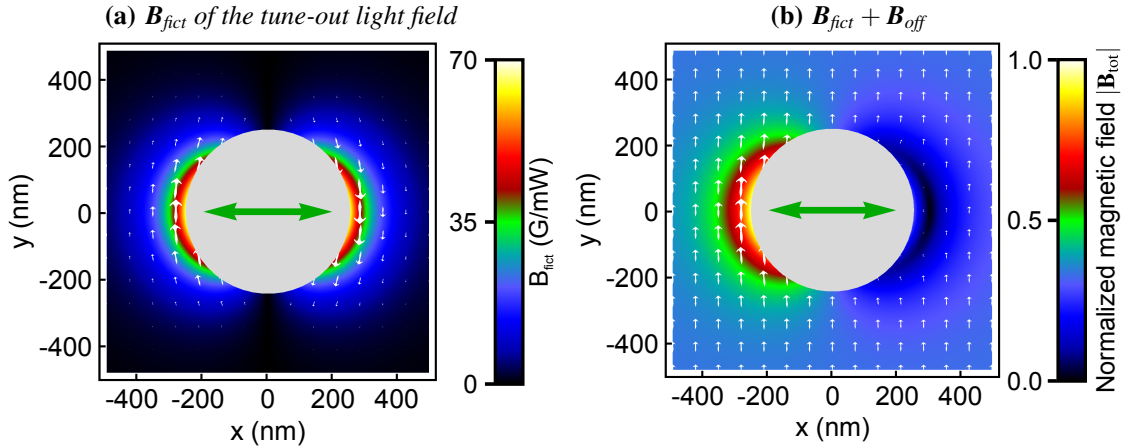 (a) B_fict of the tune-out light field
400
200
0
-200
-400
y (nm)
-400 -200 0 200 400
x (nm)
70
35
0
B_fict (G/mW)
(b) B_fict + B_off
400
200
0
-200
-400
y (nm)
-400 -200 0 200 400
x (nm)
1.0
0.5
0.0
Normalized magnetic field |B_tot|